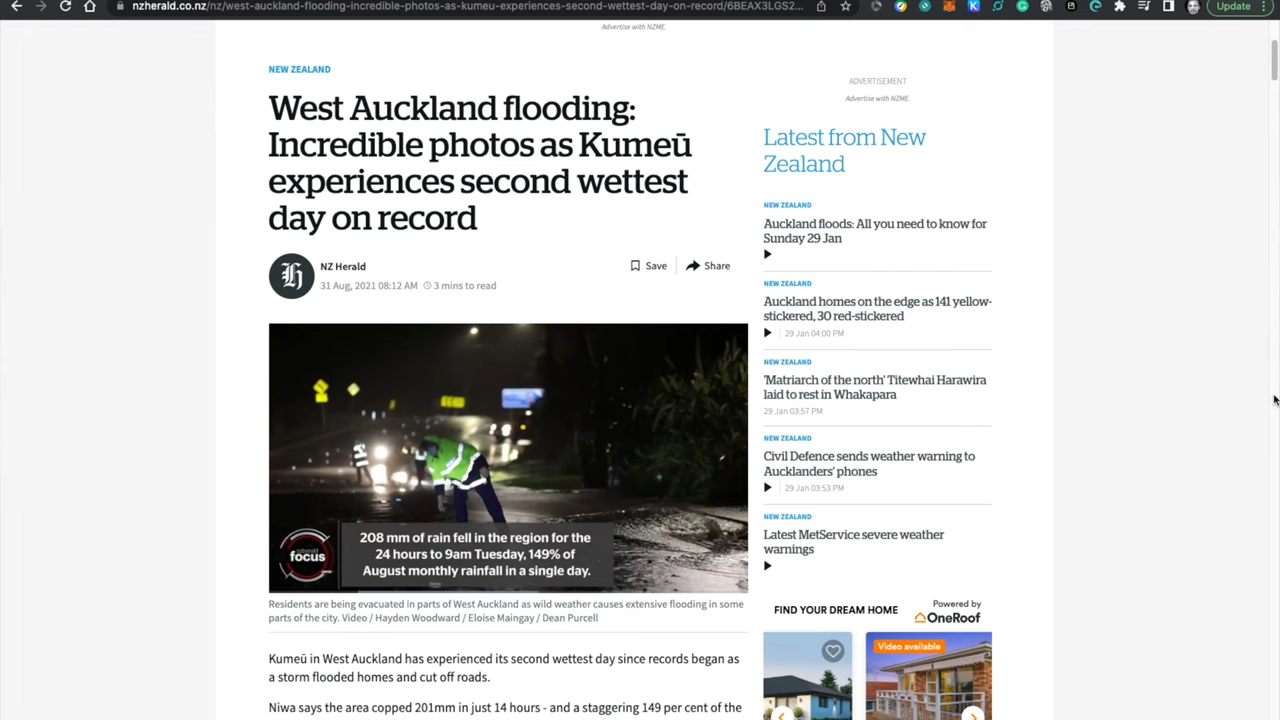 nzherald.co.nz/nz/west-auckland-flooding-incredible-photos-as-kumeu-experiences-second-wettest-day-on-record/6BEAX3LGS2...
Update
Advertise with NZME.
NEW ZEALAND
West Auckland flooding:
Incredible photos as Kumeū
experiences second wettest
day on record
NZ Herald
31 Aug, 2021 08:12 AM
3 mins to read
Save
Share
focus
208 mm of rain fell in the region for the
24 hours to 9am Tuesday, 149% of
August monthly rainfall in a single day.
Residents are being evacuated in parts of West Auckland as wild weather causes extensive flooding in some
parts of the city. Video / Hayden Woodward / Eloise Maingay / Dean Purcell
Kumeū in West Auckland has experienced its second wettest day since records began as
a storm flooded homes and cut off roads.
Niwa says the area copped 201mm in just 14 hours - and a staggering 149 per cent of the
ADVERTISEMENT
Advertise with NZME.
Latest from New
Zealand
NEW ZEALAND
Auckland floods: All you need to know for
Sunday 29 Jan
NEW ZEALAND
Auckland homes on the edge as 141 yellow-
stickered, 30 red-stickered
29 Jan 04:00 PM
NEW ZEALAND
'Matriarch of the north' Titewhai Harawira
laid to rest in Whakapara
29 Jan 03:57 PM
NEW ZEALAND
Civil Defence sends weather warning to
Aucklanders' phones
29 Jan 03:53 PM
NEW ZEALAND
Latest MetService severe weather
warnings
FIND YOUR DREAM HOME
Powered by
OneRoof
Video available